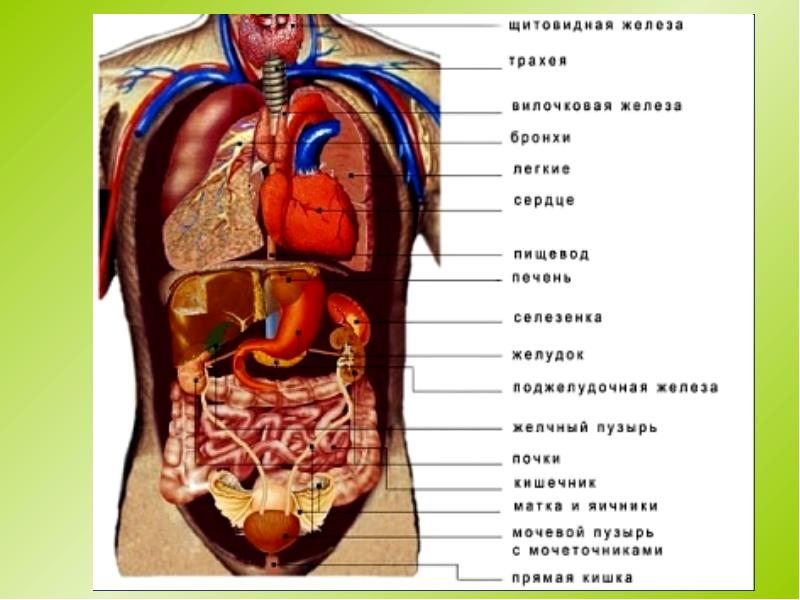 щитовидная железа
трахея
вилочковая железа
бронхи
легкие
сердце
пищевод
печень
селезенка
желудок
поджелудочная железа
желчный пузырь
почки
кишечник
матка и яичники
мочевой пузырь
с мочеточниками
прямая кишка